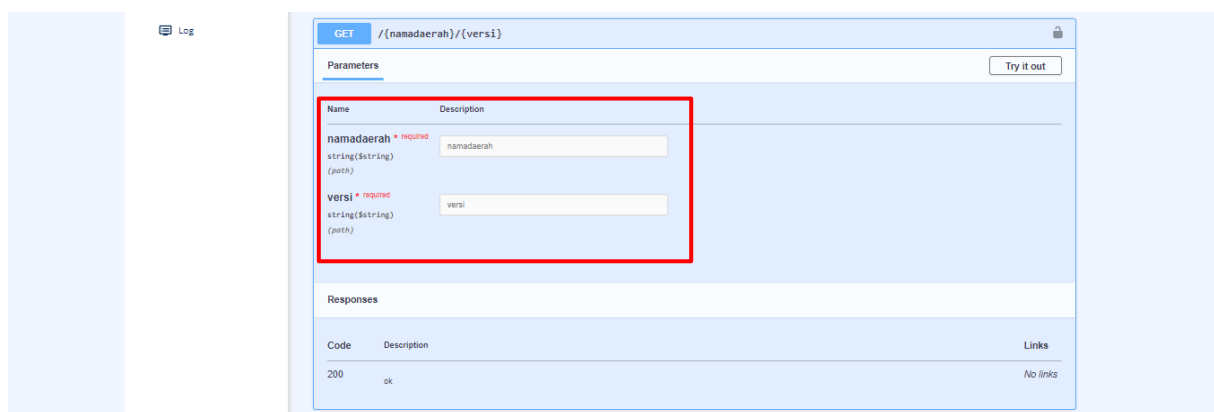 Log
GET /{namadaerah}/{versi}
Parameters
Try it out
Name Description
namadaerah * required
string($string)
(path)
namadaerah
versi * required
string($string)
(path)
versi
Responses
Code Description Links
200 ok No links